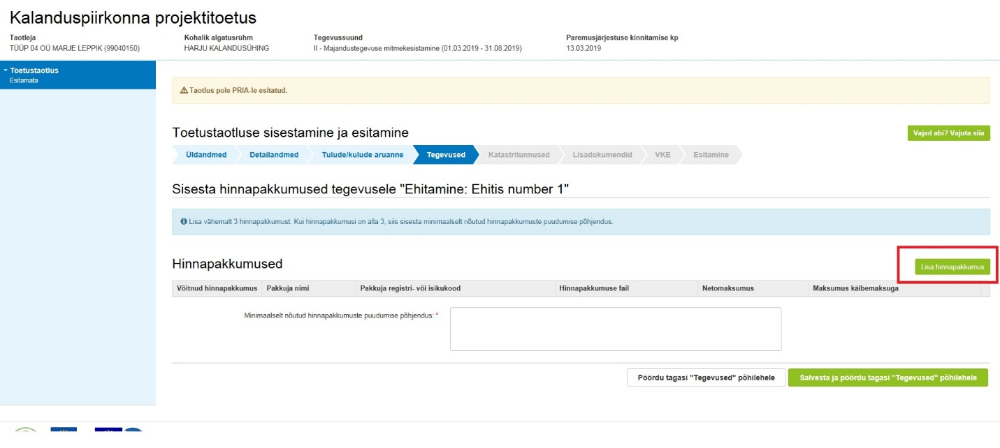 Kalanduspiirkonna projektitoetus
Taotleja Kohalik algatusrühm Tegevussuund Paremusjärjestuse kinnitamise kp
TÜÜP 04 OÜ MARJE LEPPIK (99040150) HARJU KALANDUSÜHING II - Majandustegevuse mitmekesistamine (01.03.2019 - 31.08.2019) 13.03.2019
Toetustaotlus
Esitamata
Taotlus pole PRIA-le esitatud.
Toetustaotluse sisestamine ja esitamine
Vajad abi? Vajuta siia
Üldandmed Detailandmed Tulude/kulude aruanne Tegevused Katastritunnused Lisadokumendid VKE Esitamine
Sisesta hinnapakkumused tegevusele "Ehitamine: Ehitis number 1"
Lisa vähemalt 3 hinnapakkumust. Kui hinnapakkumusi on alla 3, siis sisesta minimaalselt nõutud hinnapakkumuste puudumise põhjendus.
Hinnapakkumused
Lisa hinnapakkumus
Võitnud hinnapakkumus Pakkuja nimi Pakkuja registri- või isikukood Hinnapakkumuse fail Netomaksumus Maksumus käibemaksuga
Minimaalselt nõutud hinnapakkumuste puudumise põhjendus: *
Pöördu tagasi "Tegevused" põhilehele Salvesta ja pöördu tagasi "Tegevused" põhilehele